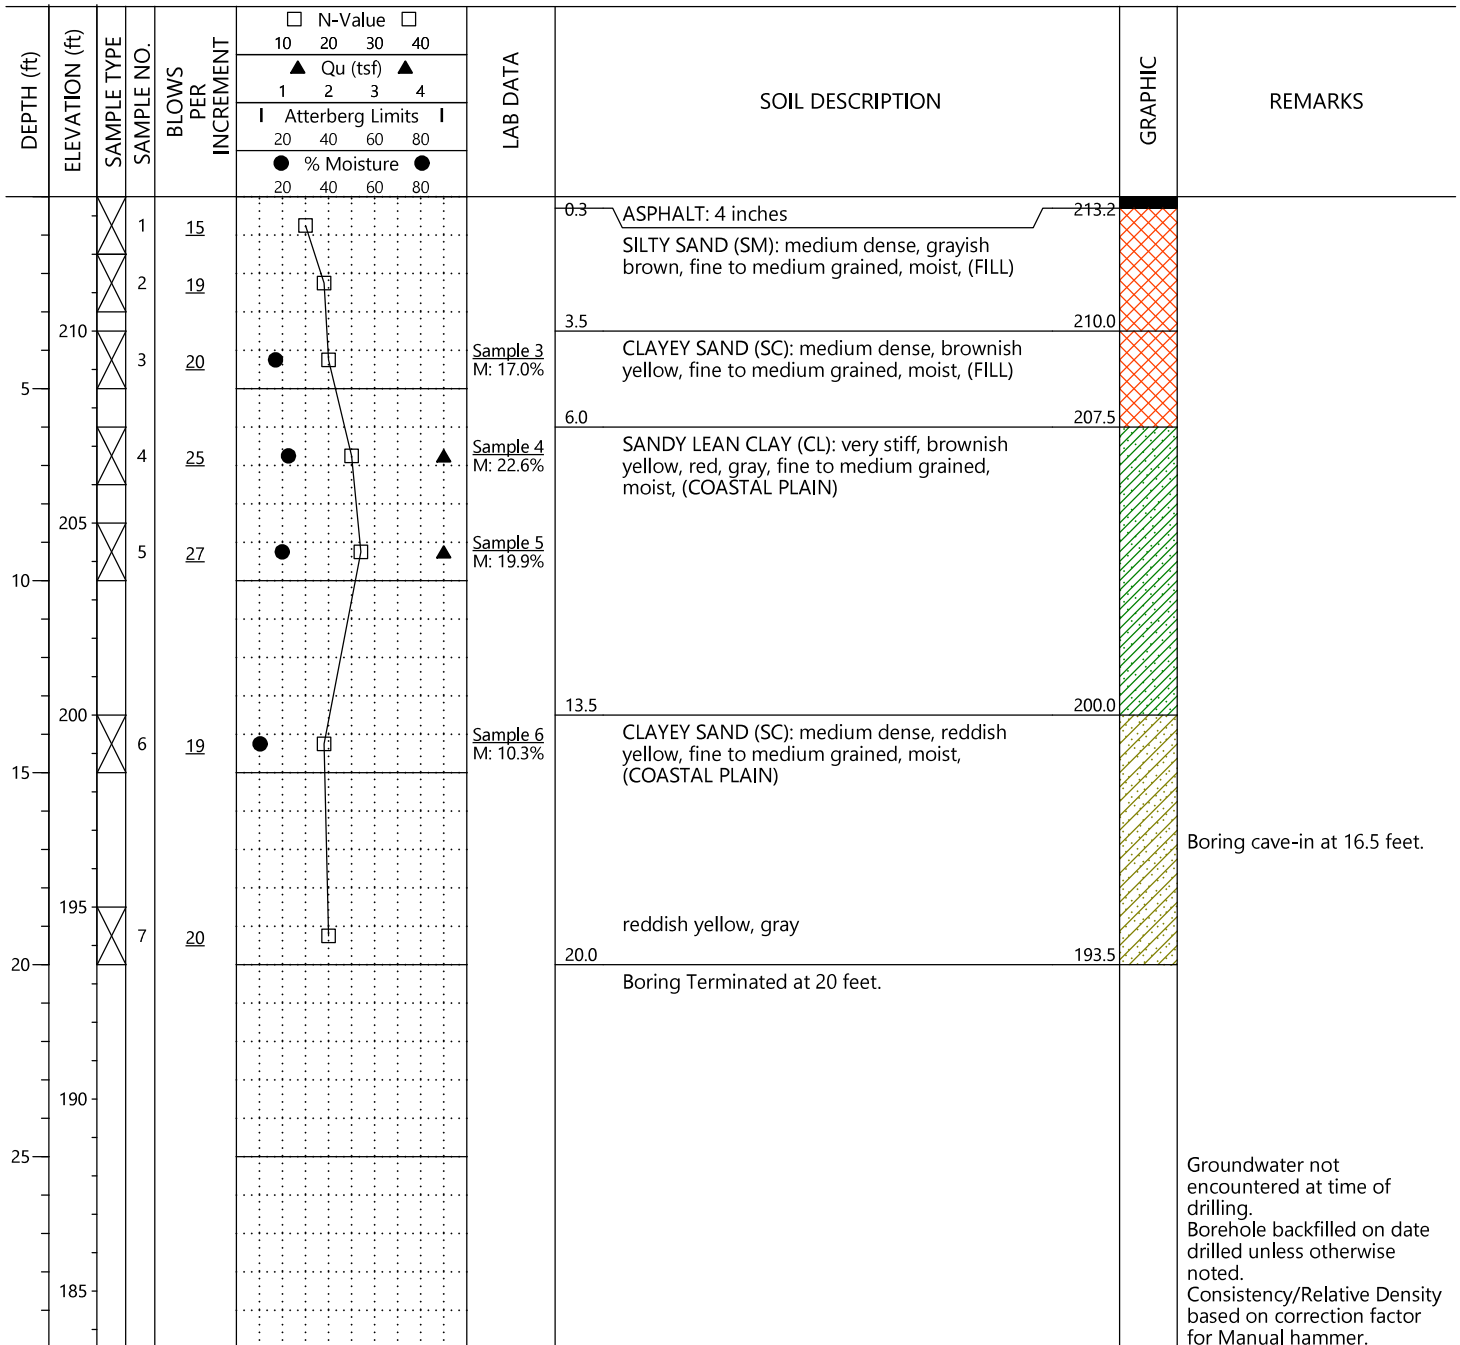 DEPTH (ft)
ELEVATION (ft)
SAMPLE TYPE
SAMPLE NO.
BLOWS
PER
INCREMENT
N-Value
10 20 30 40
Qu (tsf)
1 2 3 4
Atterberg Limits
20 40 60 80
% Moisture
20 40 60 80
LAB DATA
SOIL DESCRIPTION
GRAPHIC
REMARKS
0.3 ASPHALT: 4 inches 213.2
1 15
SILTY SAND (SM): medium dense, grayish
brown, fine to medium grained, moist, (FILL)
2 19
3.5 210.0
210
3 20
Sample 3
M: 17.0%
CLAYEY SAND (SC): medium dense, brownish
yellow, fine to medium grained, moist, (FILL)
5
6.0 207.5
4 25
Sample 4
M: 22.6%
SANDY LEAN CLAY (CL): very stiff, brownish
yellow, red, gray, fine to medium grained,
moist, (COASTAL PLAIN)
205
5 27
Sample 5
M: 19.9%
10
13.5 200.0
200
6 19
Sample 6
M: 10.3%
CLAYEY SAND (SC): medium dense, reddish
yellow, fine to medium grained, moist,
(COASTAL PLAIN)
15
Boring cave-in at 16.5 feet.
195
7 20
reddish yellow, gray
20.0 193.5
20
Boring Terminated at 20 feet.
190
25
Groundwater not
encountered at time of
drilling.
Borehole backfilled on date
drilled unless otherwise
noted.
185
Consistency/Relative Density
based on correction factor
for Manual hammer.